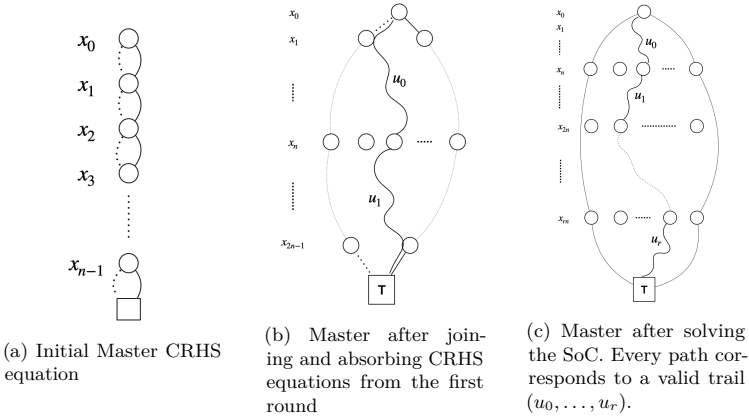 x0
x1
x2
x3
xn−1
(a) Initial Master CRHS
equation
x0
x1
u0
xn
u1
x2n−1
T
(b) Master after join-
ing and absorbing CRHS
equations from the first
round
x0
x1
u0
xn
u1
x2n
xrn
ur
T
(c) Master after solving
the SoC. Every path cor-
responds to a valid trail
(u0, . . . , ur).